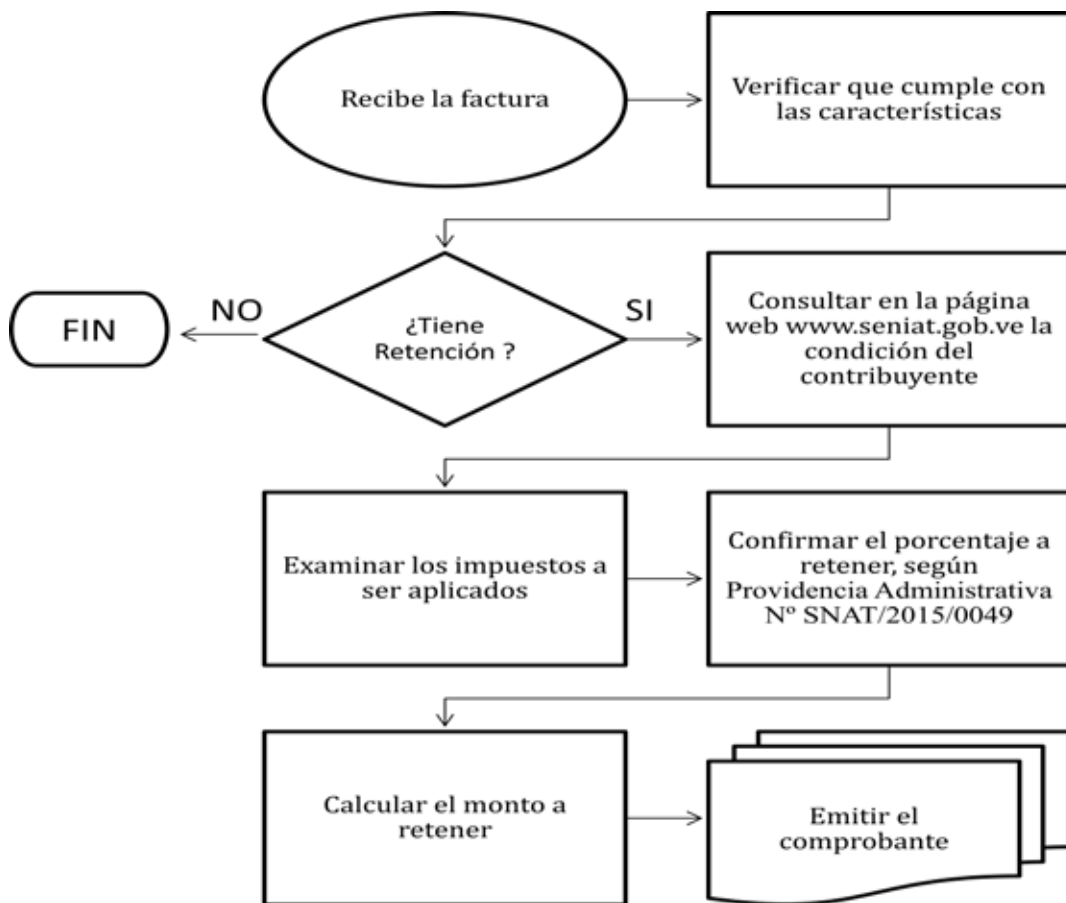 Recibe la factura
Verificar que cumple con
las características
NO
SI
FIN
¿Tiene
Retención ?
Consultar en la página
web www.seniat.gob.ve la
condición del
contribuyente
Examinar los impuestos a
ser aplicados
Confirmar el porcentaje a
retener, según
Providencia Administrativa
Nº SNAT/2015/0049
Calcular el monto a
retener
Emitir el
comprobante